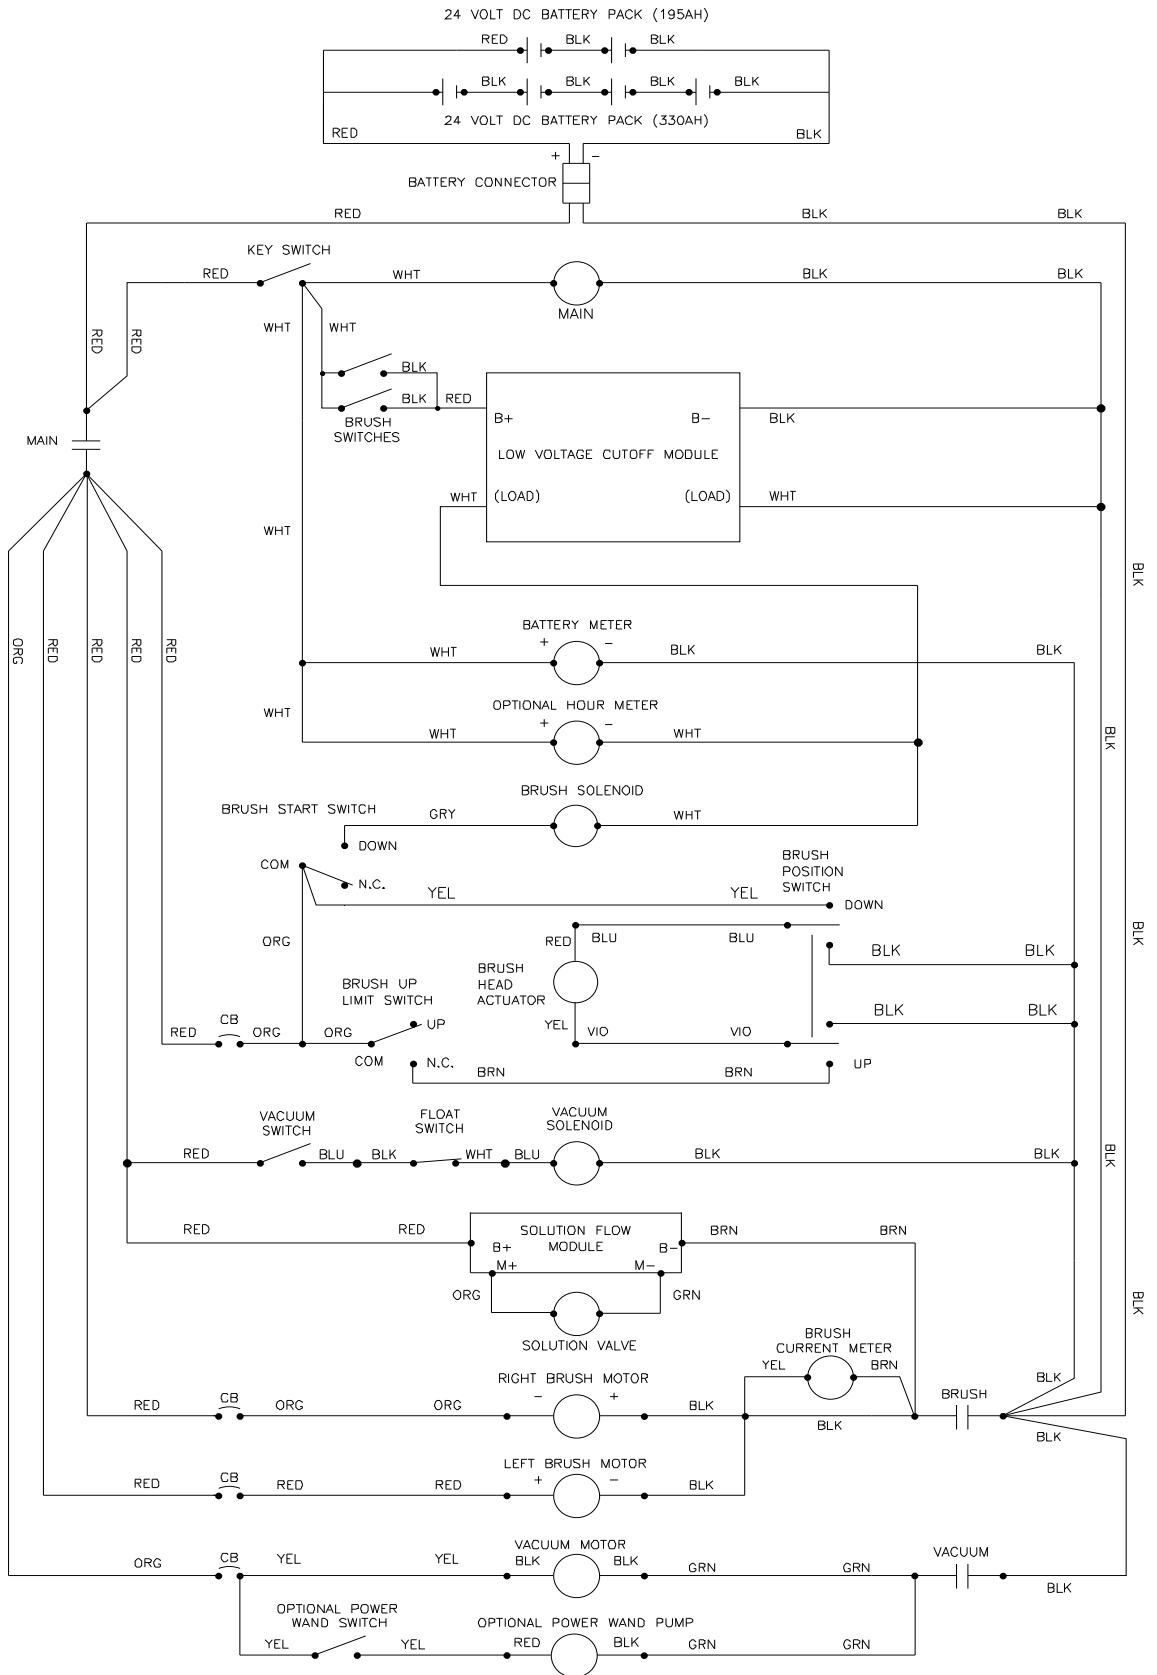 24 VOLT DC BATTERY PACK (195AH)
RED BLK BLK
BLK BLK BLK BLK
24 VOLT DC BATTERY PACK (330AH)
RED BLK
+ −
BATTERY CONNECTOR
RED BLK BLK
KEY SWITCH
RED WHT BLK BLK
MAIN
RED RED WHT WHT
BLK
BLK RED
BRUSH
SWITCHES
B+ B− BLK
MAIN
LOW VOLTAGE CUTOFF MODULE
WHT (LOAD) (LOAD) WHT
WHT
BLK
ORG RED RED RED RED
BATTERY METER
+ −
WHT BLK BLK
OPTIONAL HOUR METER
WHT
+ −
WHT WHT
BLK
BRUSH SOLENOID
BRUSH START SWITCH
GRY WHT
DOWN
COM
N.C.
BRUSH
POSITION
SWITCH
YEL YEL
DOWN
ORG
RED BLU BLU
BLK
BLK BLK
BRUSH
HEAD
ACTUATOR
BRUSH UP
LIMIT SWITCH
BLK BLK
RED CB ORG ORG
UP
YEL VIO VIO
COM N.C.
UP
BRN BRN
VACUUM
SWITCH
FLOAT
SWITCH
VACUUM
SOLENOID
RED BLU BLK WHT BLU BLK BLK
BLK
RED RED
SOLUTION FLOW
MODULE
BRN BRN
B+ B−
M+ M−
ORG GRN
BLK
SOLUTION VALVE
BRUSH
CURRENT METER
YEL BRN
RIGHT BRUSH MOTOR
− +
RED CB ORG ORG BLK
BLK
BRUSH
BLK
BLK
LEFT BRUSH MOTOR
+ −
RED CB RED RED BLK
VACUUM MOTOR
ORG CB YEL YEL BLK BLK GRN GRN
VACUUM
BLK
OPTIONAL POWER
WAND SWITCH
OPTIONAL POWER WAND PUMP
YEL YEL RED BLK GRN GRN